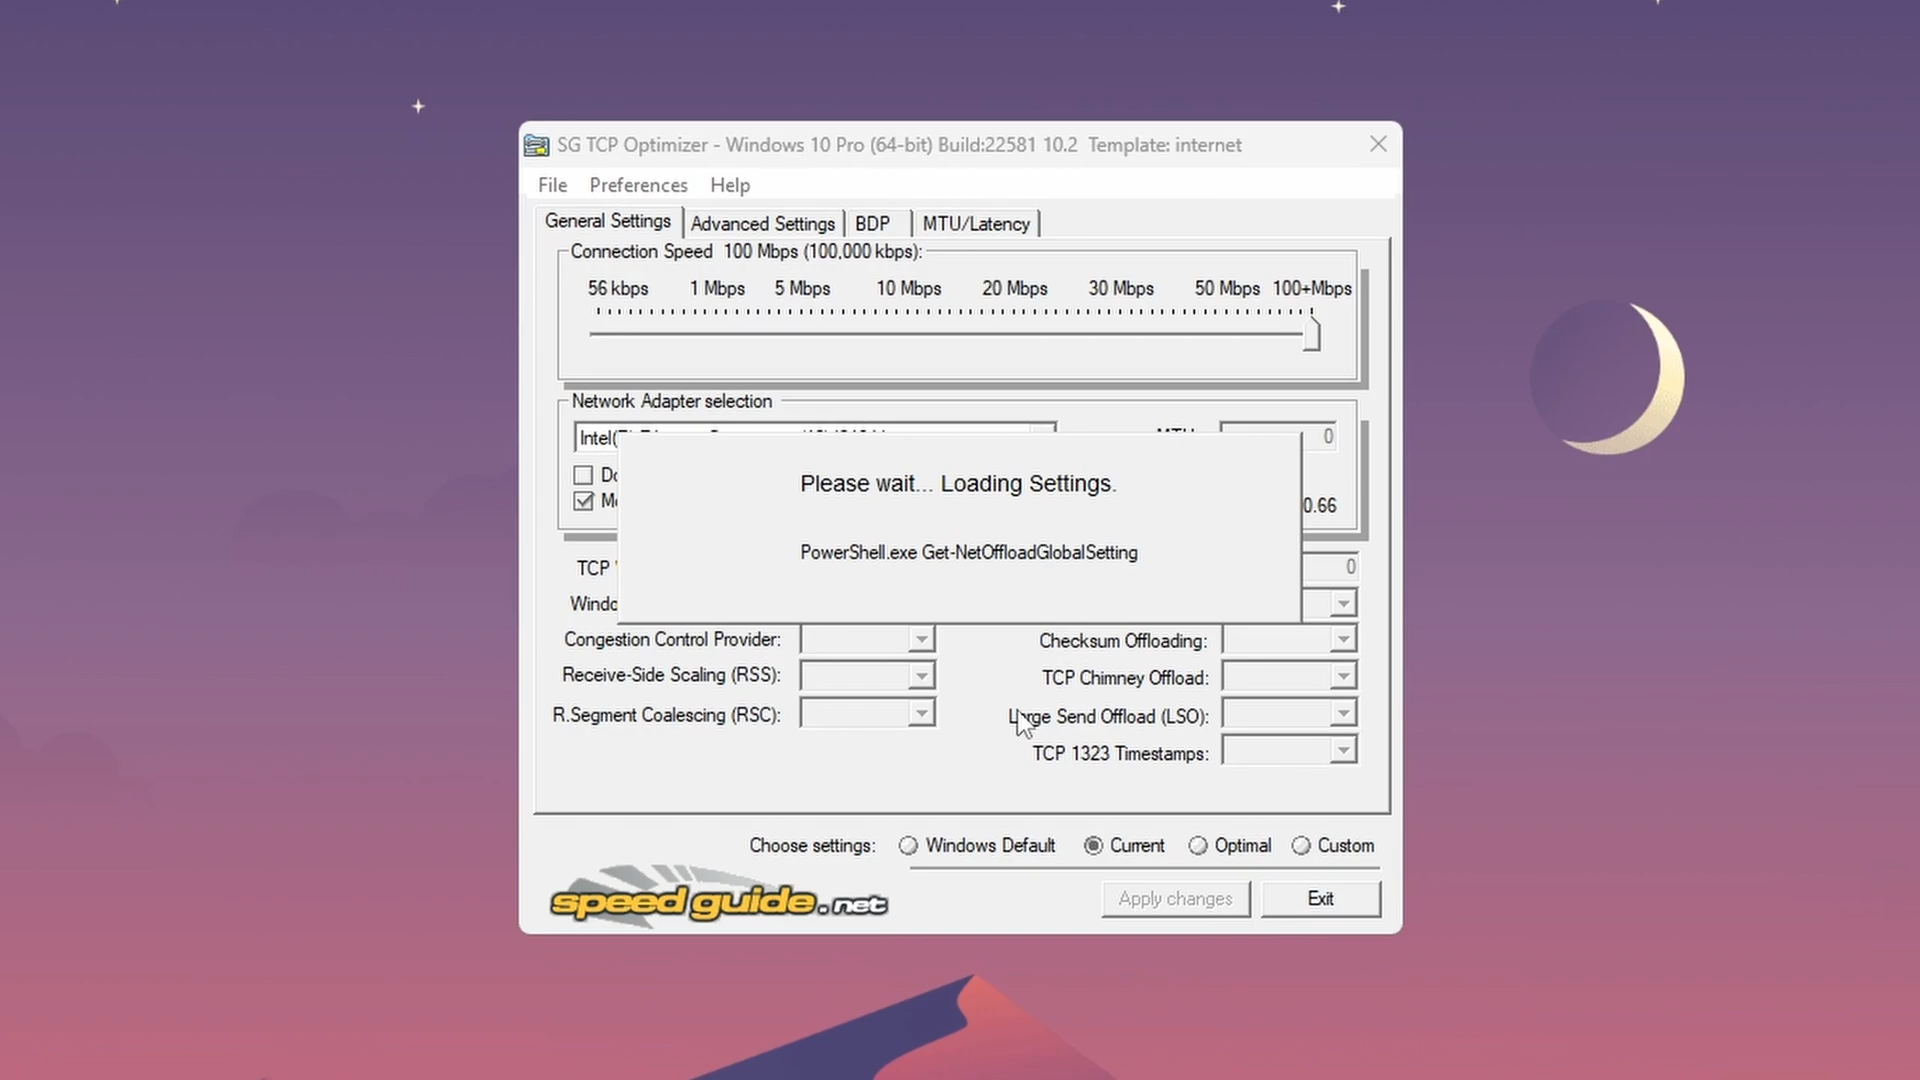 SG TCP Optimizer - Windows 10 Pro (64-bit) Build:22581 10.2 Template: internet
File Preferences Help
General Settings Advanced Settings BDP MTU/Latency
Connection Speed 100 Mbps (100,000 kbps):
56 kbps 1 Mbps 5 Mbps 10 Mbps 20 Mbps 30 Mbps 50 Mbps 100+Mbps
Network Adapter selection
0
0.66
Please wait... Loading Settings.
PowerShell.exe Get-NetOffloadGlobalSetting
TCP
0
Congestion Control Provider:
Checksum Offloading:
Receive-Side Scaling (RSS):
TCP Chimney Offload:
R.Segment Coalescing (RSC):
Large Send Offload (LSO):
TCP 1323 Timestamps:
Choose settings: Windows Default Current Optimal Custom
speed guide.net
Apply changes Exit